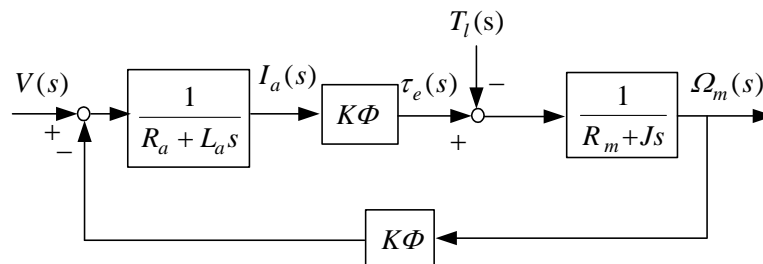 T_l(s)
V(s)
I_a(s)
τ_e(s)
Ω_m(s)
+
−
1
R_a + L_a s
KΦ
+
−
1
R_m+Js
KΦ